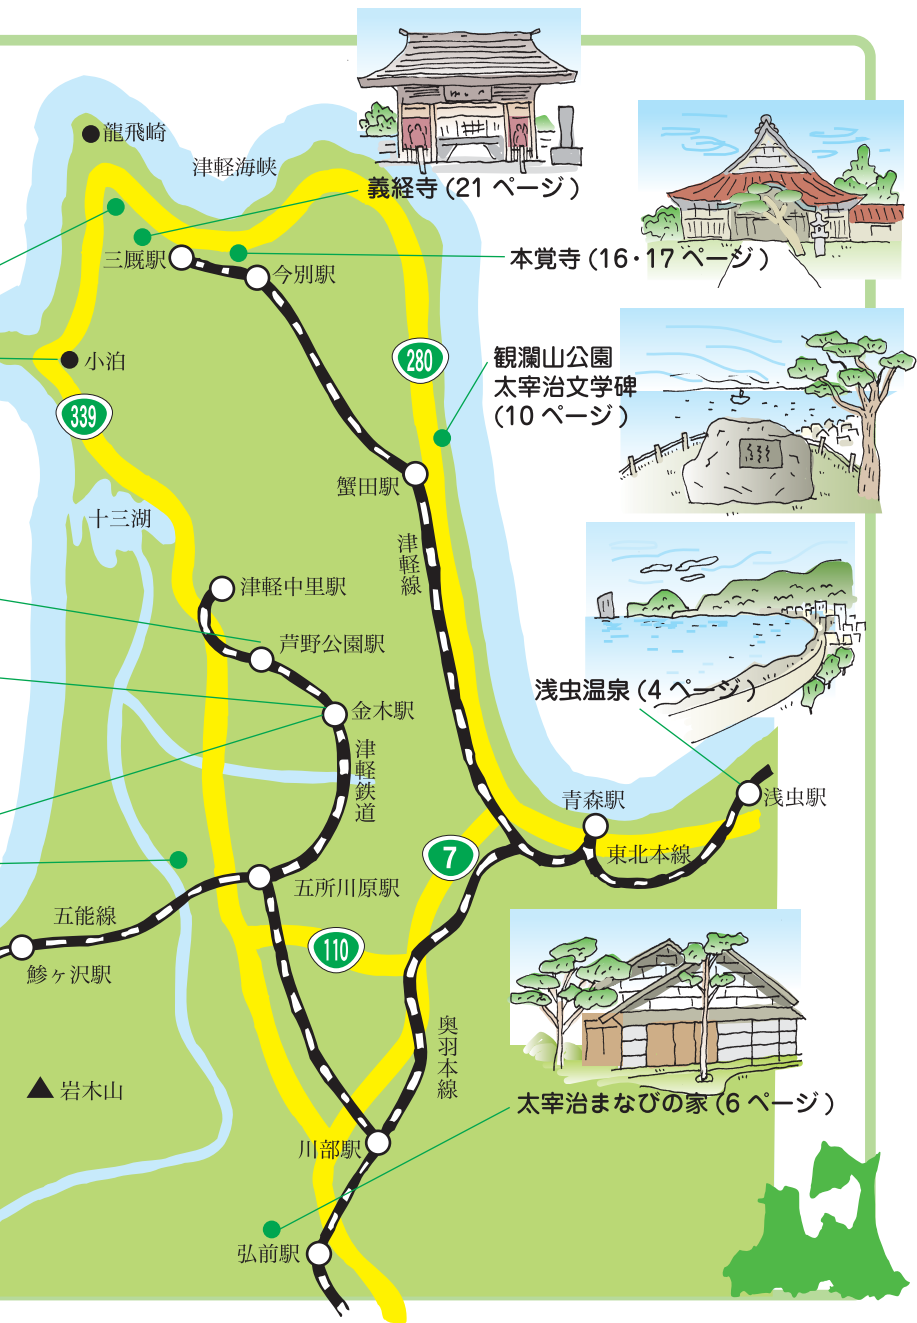 龍飛崎
津軽海峡
義経寺（21 ページ）
三厩駅
今別駅
本覚寺（16・17 ページ）
小泊
280
観瀾山公園
太宰治文学碑
（10 ページ）
339
蟹田駅
十三湖
津軽線
津軽中里駅
芦野公園駅
浅虫温泉（4 ページ）
金木駅
津軽鉄道
青森駅
浅虫駅
東北本線
7
五所川原駅
五能線
110
鰺ヶ沢駅
奥羽本線
岩木山
太宰治まなびの家（6 ページ）
川部駅
弘前駅